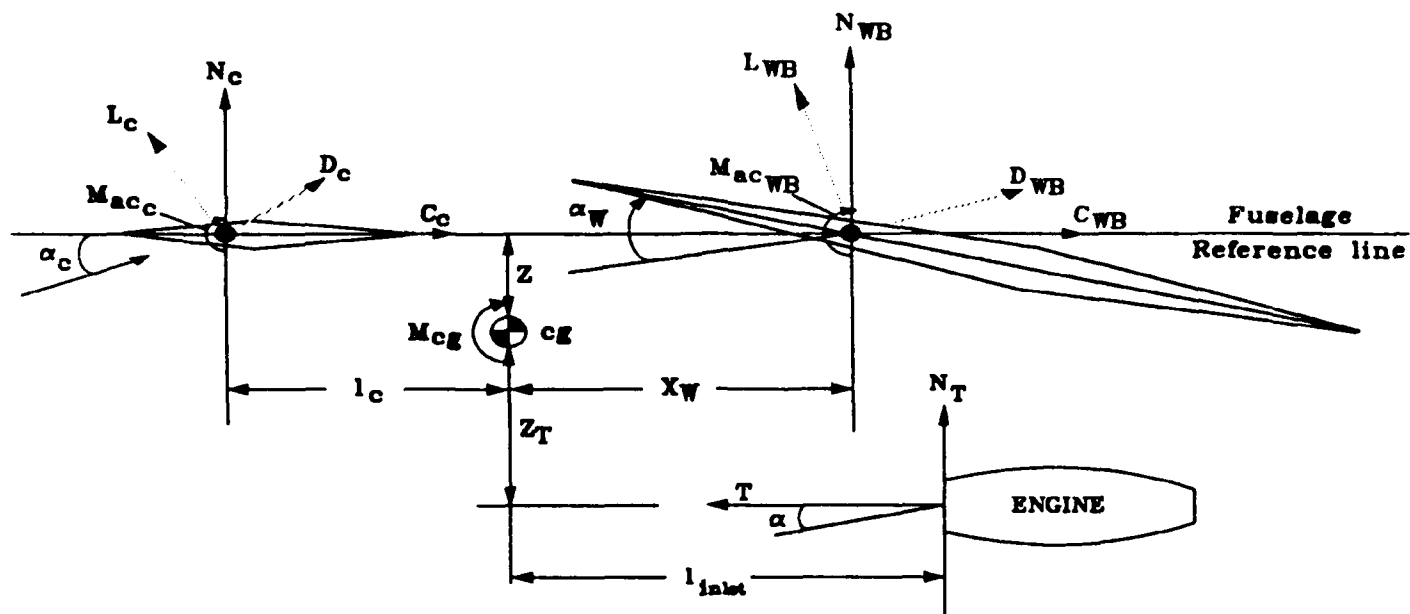 N_WB
L_WB
N_c
L_c
D_c
M_ac_c
M_ac_WB
D_WB
α_W
C_c
C_WB
Fuselage
Reference line
α_c
Z
M_cg
cg
l_c
X_W
N_T
Z_T
T
ENGINE
α
l_inlet